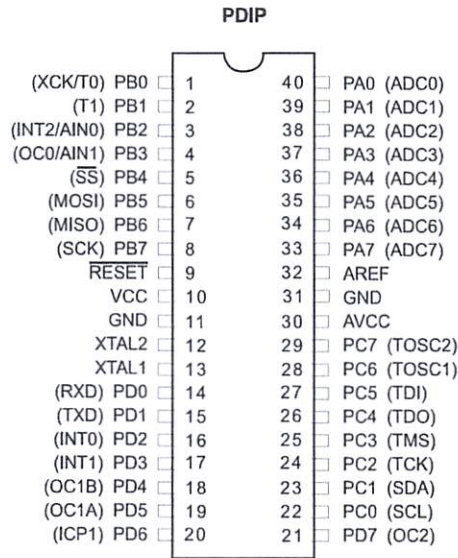 PDIP
(XCK/T0) PB0 1 40 PA0 (ADC0)
(T1) PB1 2 39 PA1 (ADC1)
(INT2/AIN0) PB2 3 38 PA2 (ADC2)
(OC0/AIN1) PB3 4 37 PA3 (ADC3)
(SS) PB4 5 36 PA4 (ADC4)
(MOSI) PB5 6 35 PA5 (ADC5)
(MISO) PB6 7 34 PA6 (ADC6)
(SCK) PB7 8 33 PA7 (ADC7)
RESET 9 32 AREF
VCC 10 31 GND
GND 11 30 AVCC
XTAL2 12 29 PC7 (TOSC2)
XTAL1 13 28 PC6 (TOSC1)
(RXD) PD0 14 27 PC5 (TDI)
(TXD) PD1 15 26 PC4 (TDO)
(INT0) PD2 16 25 PC3 (TMS)
(INT1) PD3 17 24 PC2 (TCK)
(OC1B) PD4 18 23 PC1 (SDA)
(OC1A) PD5 19 22 PC0 (SCL)
(ICP1) PD6 20 21 PD7 (OC2)